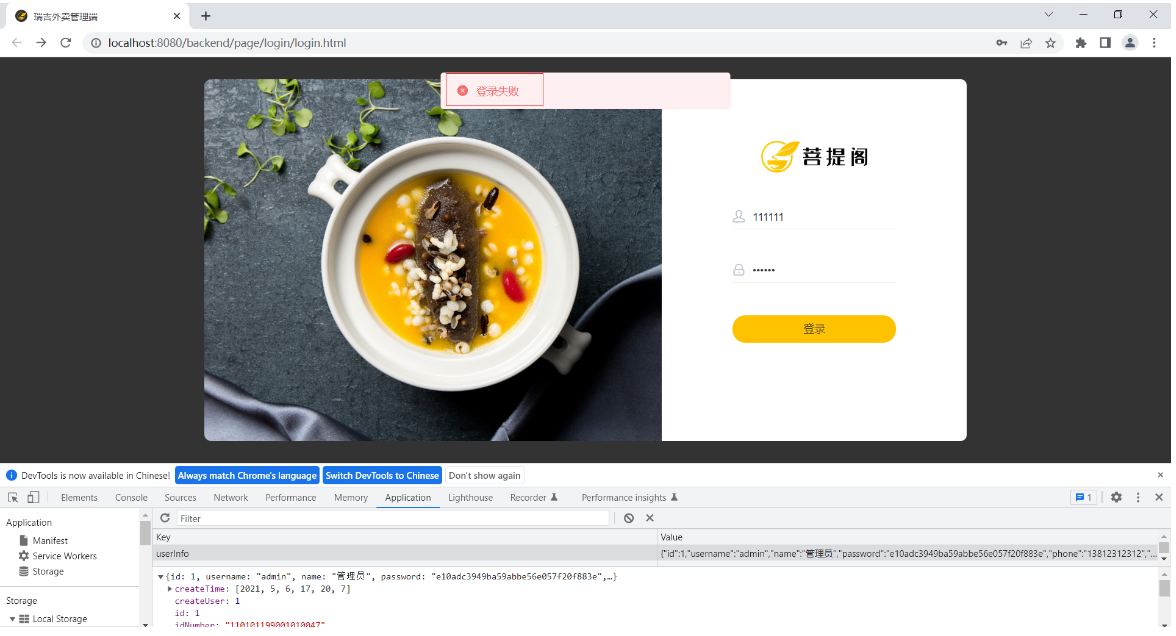 瑞吉外卖管理端
localhost:8080/backend/page/login/login.html
登录失败
菩提阁
111111
••••••
登录
DevTools is now available in Chinese! Always match Chrome's language Switch DevTools to Chinese Don't show again
Elements Console Sources Network Performance Memory Application Lighthouse Recorder Performance insights 1
Application
Manifest
Service Workers
Storage
Storage
Local Storage
Filter
Key Value
userInfo {"id":1,"username":"admin","name":"管理员","password":"e10adc3949ba59abbe56e057f20f883e","phone":"13812312312","...
{id: 1, username: "admin", name: "管理员", password: "e10adc3949ba59abbe56e057f20f883e",…}
createTime: [2021, 5, 6, 17, 20, 7]
createUser: 1
id: 1
idNumber: "110101199001010047"